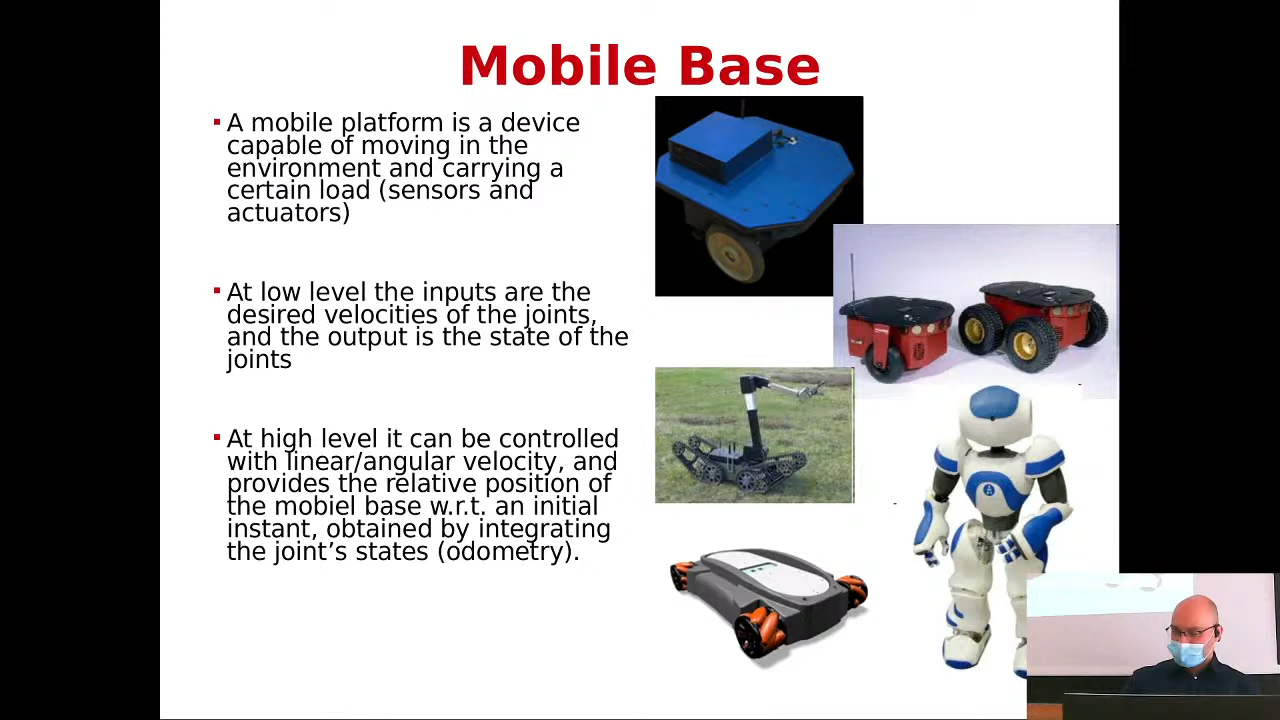 Mobile Base
▪ A mobile platform is a device
capable of moving in the
environment and carrying a
certain load (sensors and
actuators)
▪ At low level the inputs are the
desired velocities of the joints,
and the output is the state of the
joints
▪ At high level it can be controlled
with linear/angular velocity, and
provides the relative position of
the mobiel base w.r.t. an initial
instant, obtained by integrating
the joint’s states (odometry).